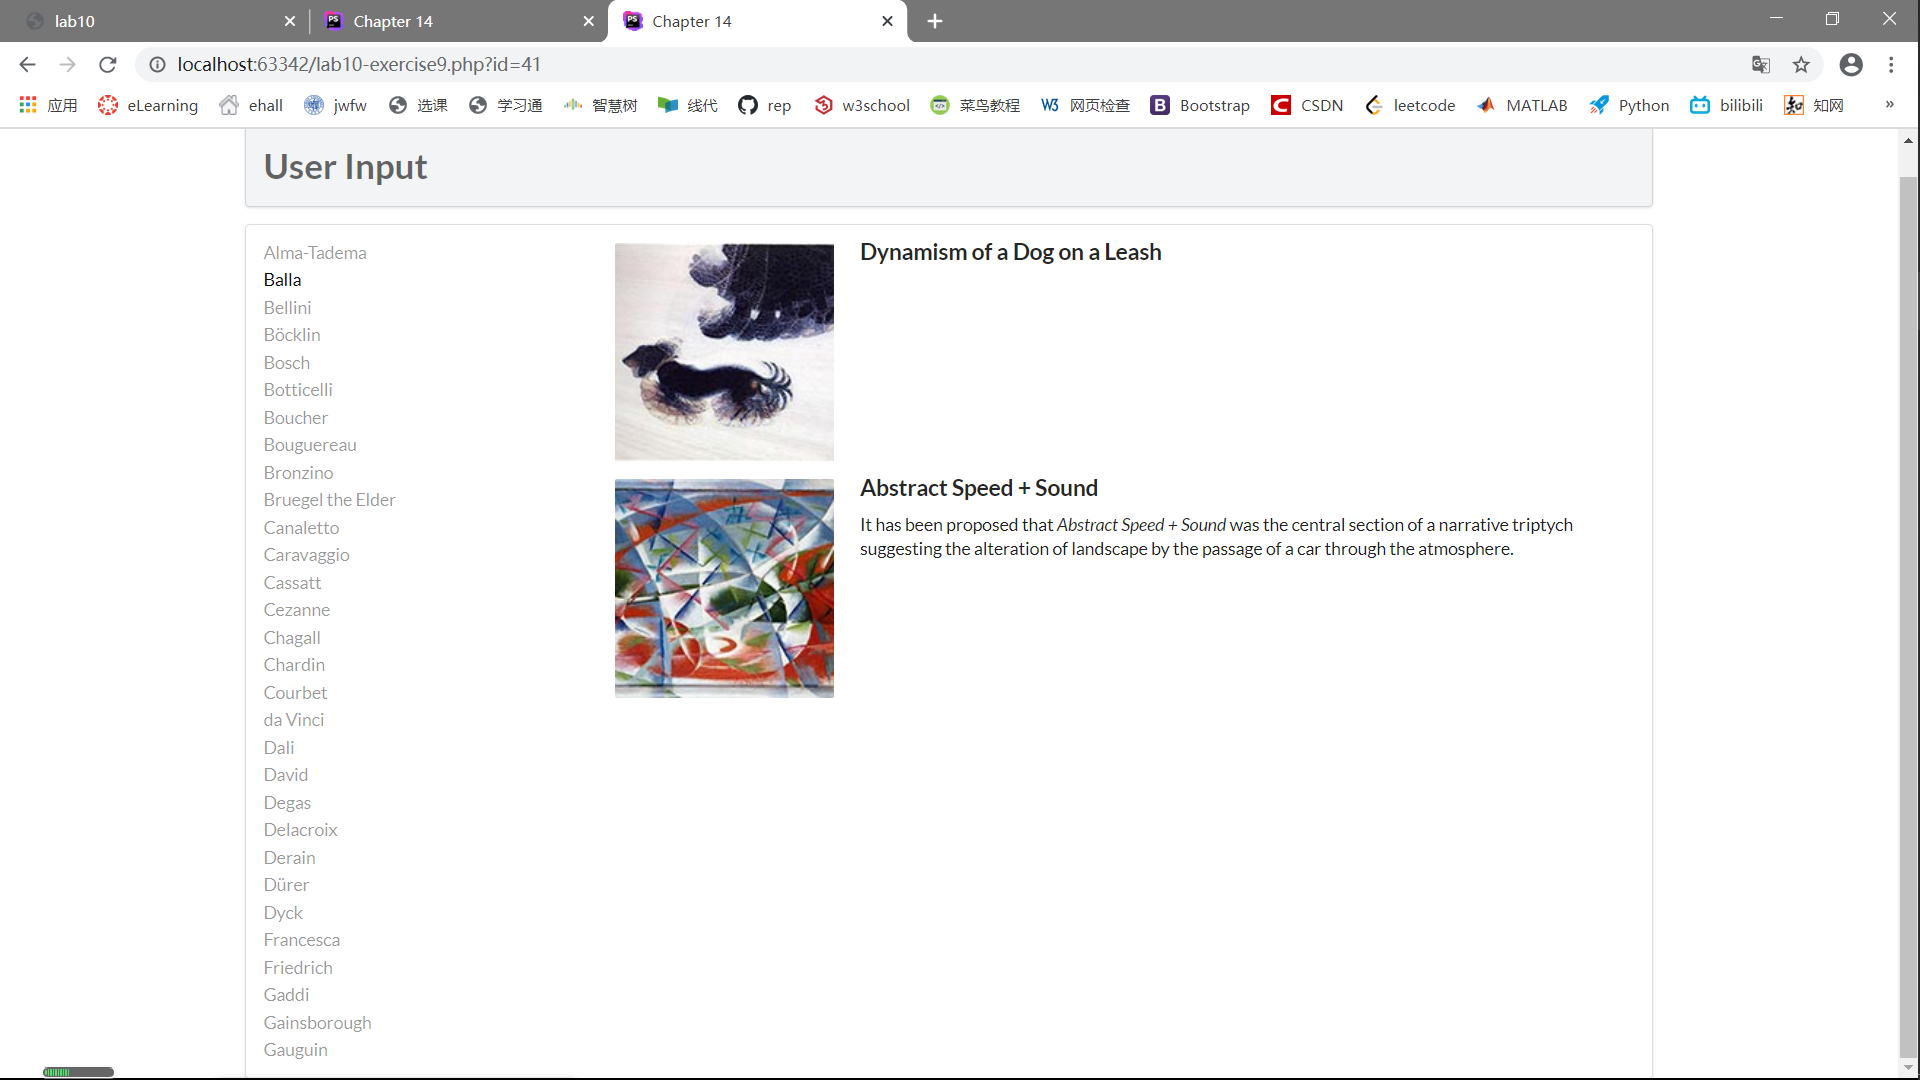 lab10
Chapter 14
Chapter 14
localhost:63342/lab10-exercise9.php?id=41
应用 eLearning ehall jwfw 选课 学习通 智慧树 线代 rep w3school 菜鸟教程 网页检查 Bootstrap CSDN leetcode MATLAB Python bilibili 知网 »
User Input
Alma-Tadema
Balla
Bellini
Böcklin
Bosch
Botticelli
Boucher
Bouguereau
Bronzino
Bruegel the Elder
Canaletto
Caravaggio
Cassatt
Cezanne
Chagall
Chardin
Courbet
da Vinci
Dali
David
Degas
Delacroix
Derain
Dürer
Dyck
Francesca
Friedrich
Gaddi
Gainsborough
Gauguin
Dynamism of a Dog on a Leash
Abstract Speed + Sound
It has been proposed that Abstract Speed + Sound was the central section of a narrative triptych
suggesting the alteration of landscape by the passage of a car through the atmosphere.